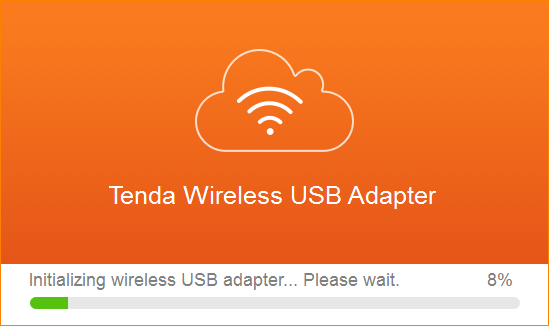 Tenda Wireless USB Adapter
Initializing wireless USB adapter... Please wait. 8%